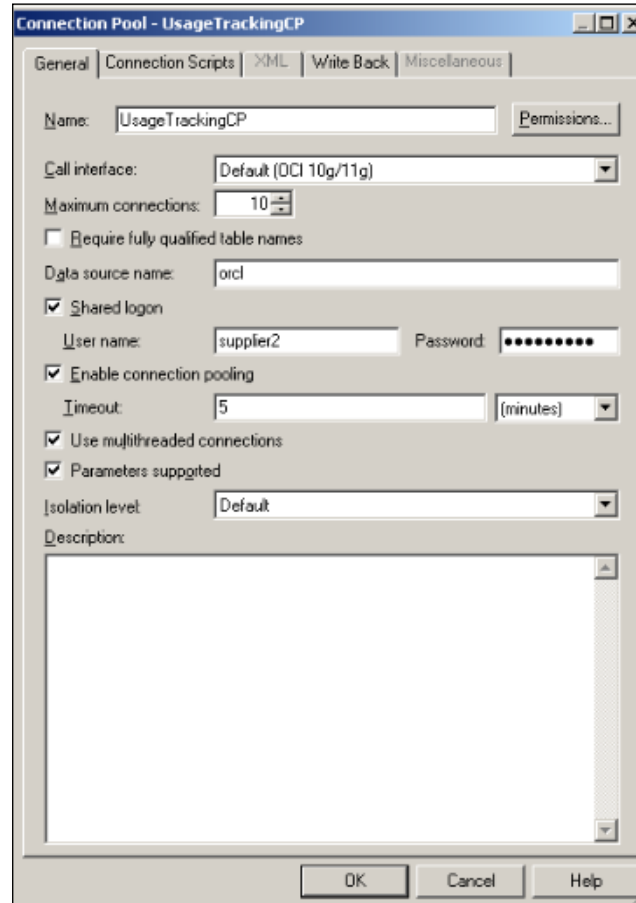 Connection Pool - UsageTrackingCP
General Connection Scripts XML Write Back Miscellaneous
Name: UsageTrackingCP Permissions...
Call interface: Default (OCI 10g/11g)
Maximum connections: 10
Require fully qualified table names
Data source name: orcl
Shared logon
User name: supplier2 Password: •••••••••
Enable connection pooling
Timeout: 5 (minutes)
Use multithreaded connections
Parameters supported
Isolation level: Default
Description:
OK Cancel Help